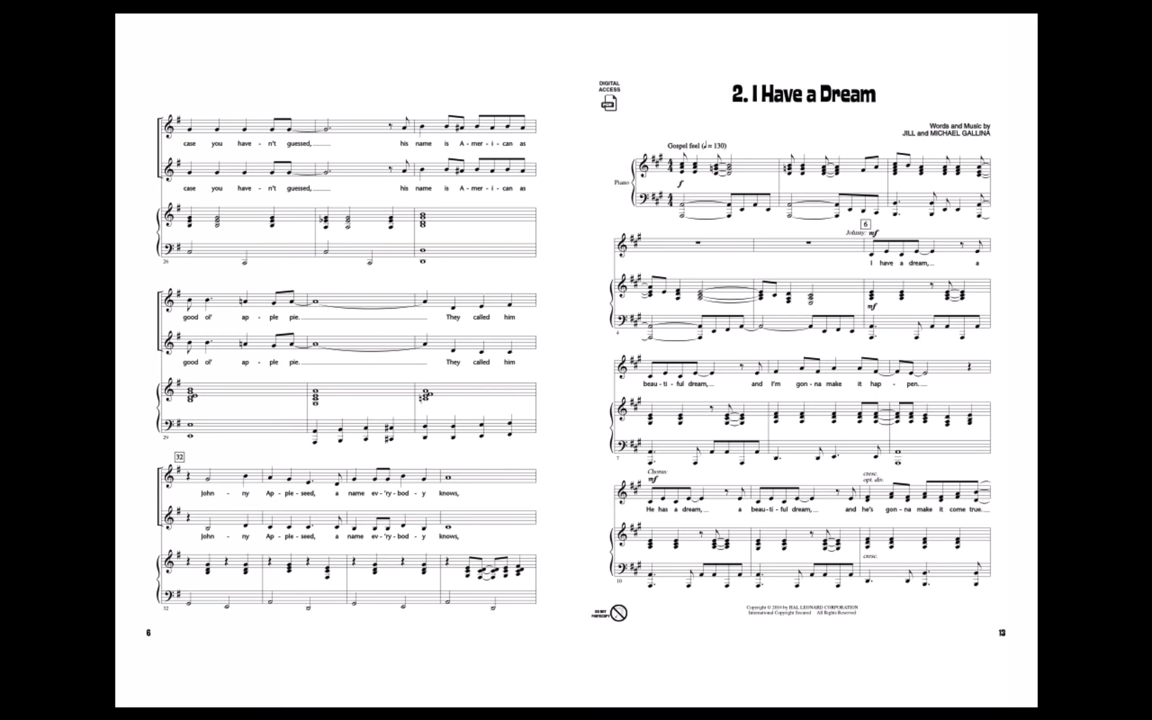 case you have- n't guessed, his name is A - mer - i - can as
case you have- n't guessed, his name is A - mer - i - can as
26
good ol' ap - ple pie. They called him
good ol' ap - ple pie. They called him
29
32
John - ny Ap - ple - seed, a name ev - 'ry - bod - y knows,
John - ny Ap - ple - seed, a name ev - 'ry - bod - y knows,
32
6
DIGITAL
ACCESS
2. I Have a Dream
Words and Music by
JILL and MICHAEL GALLINA
Gospel feel (♩ = 130)
Piano
f
6
Johnny: mf
I have a dream, a
mf
4
beau - ti - ful dream, and I'm gon - na make it hap - pen.
7
Chorus
mf
cresc.
opt. div.
He has a dream, a beau - ti - ful dream, and he's gon - na make it come true.
cresc.
10
DO NOT
PHOTOCOPY
Copyright © 2014 by HAL LEONARD CORPORATION
International Copyright Secured All Rights Reserved
13